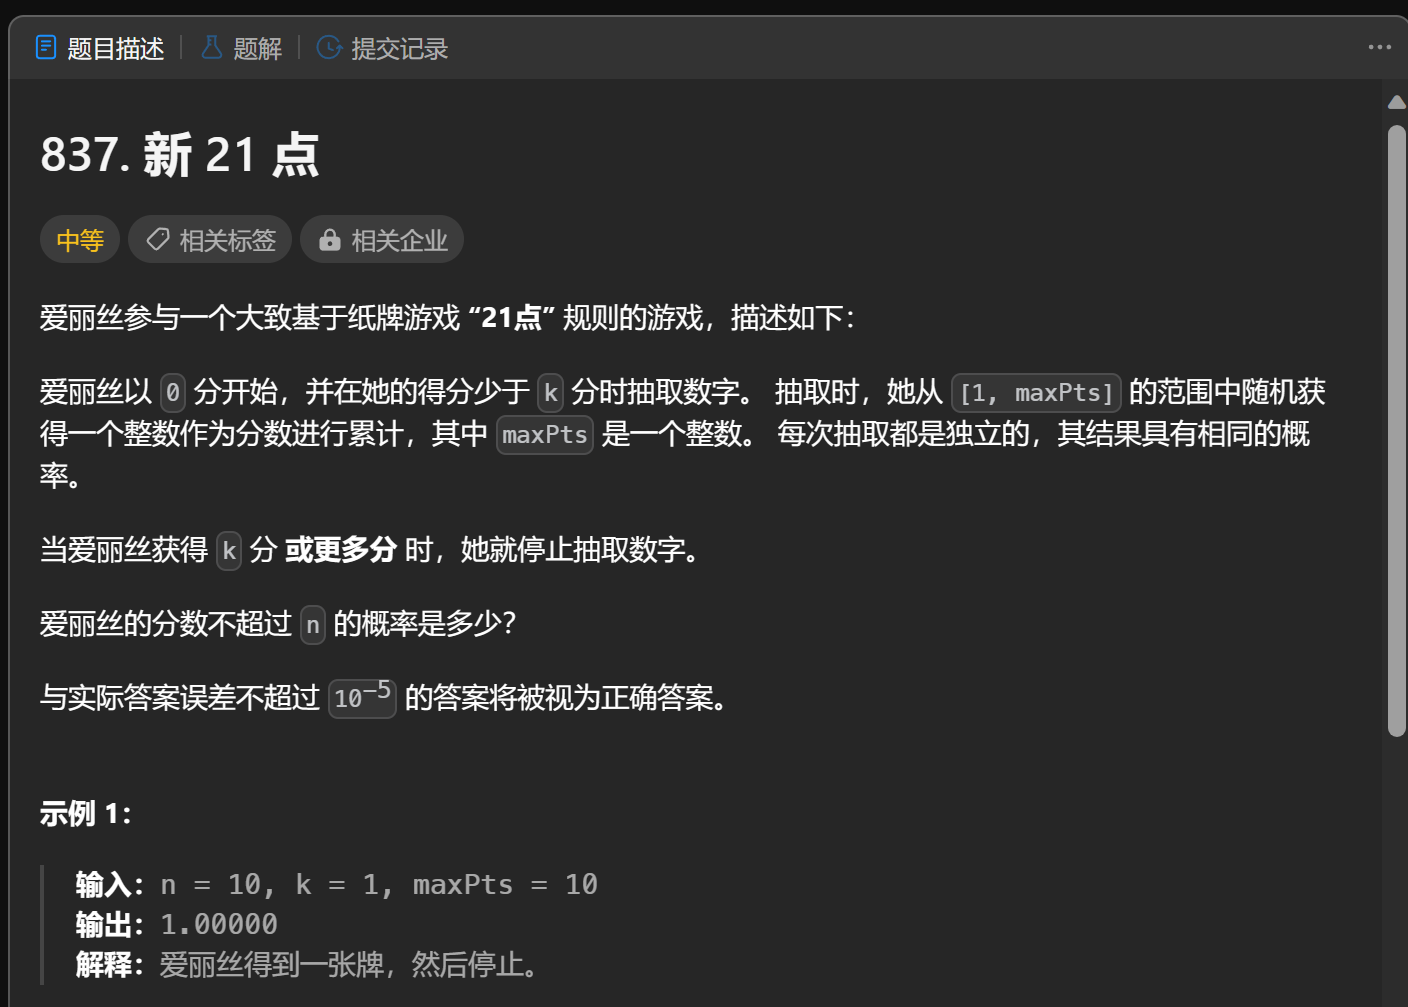 题目描述 题解 提交记录
837. 新 21 点
中等 相关标签 相关企业
爱丽丝参与一个大致基于纸牌游戏 “21点” 规则的游戏，描述如下：
爱丽丝以 0 分开始，并在她的得分少于 k 分时抽取数字。 抽取时，她从 [1, maxPts] 的范围中随机获
得一个整数作为分数进行累计，其中 maxPts 是一个整数。 每次抽取都是独立的，其结果具有相同的概
率。
当爱丽丝获得 k 分 或更多分 时，她就停止抽取数字。
爱丽丝的分数不超过 n 的概率是多少？
与实际答案误差不超过 10⁻⁵ 的答案将被视为正确答案。
示例 1：
输入：n = 10, k = 1, maxPts = 10
输出：1.00000
解释：爱丽丝得到一张牌，然后停止。